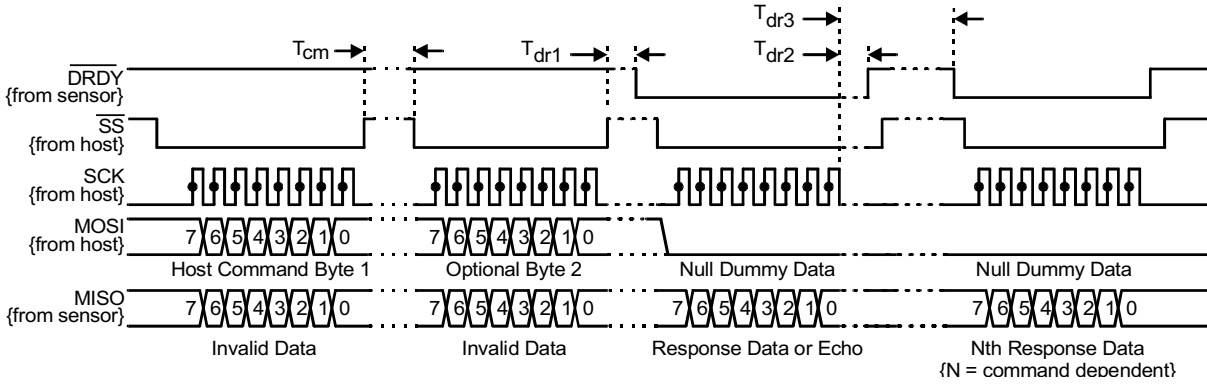 Tdr3
Tcm Tdr1 Tdr2
DRDY
{from sensor}
SS
{from host}
SCK
{from host}
MOSI
{from host}
7 6 5 4 3 2 1 0 7 6 5 4 3 2 1 0
Host Command Byte 1 Optional Byte 2 Null Dummy Data Null Dummy Data
MISO
{from sensor}
7 6 5 4 3 2 1 0 7 6 5 4 3 2 1 0 7 6 5 4 3 2 1 0 7 6 5 4 3 2 1 0
Invalid Data Invalid Data Response Data or Echo Nth Response Data
{N = command dependent}